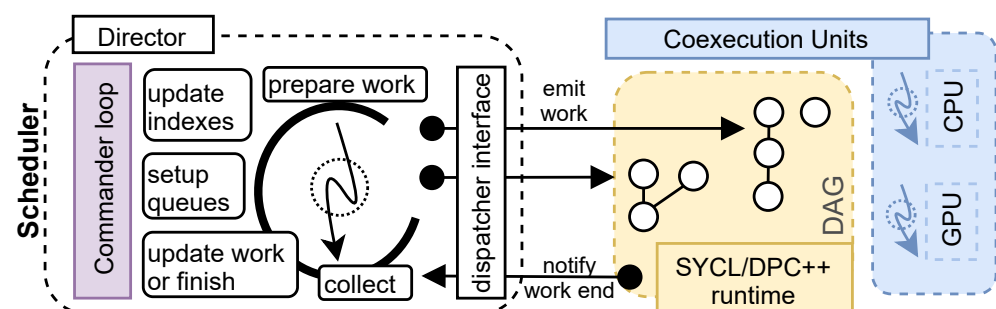 Scheduler
Director
Commander loop
update
indexes
setup
queues
update work
or finish
prepare work
collect
dispatcher interface
emit
work
notify
work end
Coexecution Units
DAG
SYCL/DPC++
runtime
CPU
GPU